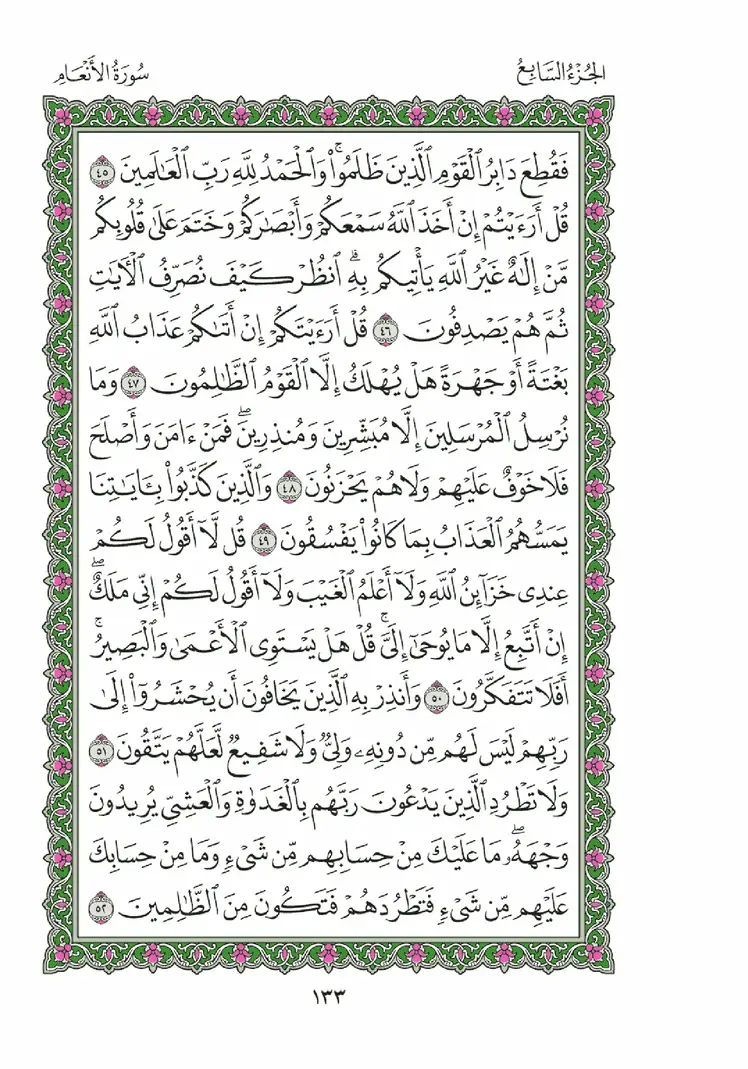 الجُزْءُ السَّابِعُ
سُورَةُ الأَنْعَامِ
فَقُطِعَ دَابِرُ ٱلْقَوْمِ ٱلَّذِينَ ظَلَمُوا۟ۚ وَٱلْحَمْدُ لِلَّهِ رَبِّ ٱلْعَٰلَمِينَ ٤٥
قُلْ أَرَءَيْتُمْ إِنْ أَخَذَ ٱللَّهُ سَمْعَكُمْ وَأَبْصَٰرَكُمْ وَخَتَمَ عَلَىٰ قُلُوبِكُم
مَّنْ إِلَٰهٌ غَيْرُ ٱللَّهِ يَأْتِيكُم بِهِۗ ٱنظُرْ كَيْفَ نُصَرِّفُ ٱلْءَايَٰتِ
ثُمَّ هُمْ يَصْدِفُونَ ٤٦ قُلْ أَرَءَيْتَكُمْ إِنْ أَتَىٰكُمْ عَذَابُ ٱللَّهِ
بَغْتَةً أَوْ جَهْرَةً هَلْ يُهْلَكُ إِلَّا ٱلْقَوْمُ ٱلظَّٰلِمُونَ ٤٧ وَمَا
نُرْسِلُ ٱلْمُرْسَلِينَ إِلَّا مُبَشِّرِينَ وَمُنذِرِينَۖ فَمَنْ ءَامَنَ وَأَصْلَحَ
فَلَا خَوْفٌ عَلَيْهِمْ وَلَا هُمْ يَحْزَنُونَ ٤٨ وَٱلَّذِينَ كَذَّبُوا۟ بِـَٔايَٰتِنَا
يَمَسُّهُمُ ٱلْعَذَابُ بِمَا كَانُوا۟ يَفْسُقُونَ ٤٩ قُل لَّآ أَقُولُ لَكُمْ
عِندِى خَزَآئِنُ ٱللَّهِ وَلَآ أَعْلَمُ ٱلْغَيْبَ وَلَآ أَقُولُ لَكُمْ إِنِّى مَلَكٌۖ
إِنْ أَتَّبِعُ إِلَّا مَا يُوحَىٰٓ إِلَىَّۚ قُلْ هَلْ يَسْتَوِى ٱلْأَعْمَىٰ وَٱلْبَصِيرُۚ
أَفَلَا تَتَفَكَّرُونَ ٥٠ وَأَنذِرْ بِهِ ٱلَّذِينَ يَخَافُونَ أَن يُحْشَرُوٓا۟ إِلَىٰ
رَبِّهِمْ لَيْسَ لَهُم مِّن دُونِهِۦ وَلِىٌّ وَلَا شَفِيعٌ لَّعَلَّهُمْ يَتَّقُونَ ٥١
وَلَا تَطْرُدِ ٱلَّذِينَ يَدْعُونَ رَبَّهُم بِٱلْغَدَوٰةِ وَٱلْعَشِىِّ يُرِيدُونَ
وَجْهَهُۥۖ مَا عَلَيْكَ مِنْ حِسَابِهِم مِّن شَىْءٍ وَمَا مِنْ حِسَابِكَ
عَلَيْهِم مِّن شَىْءٍ فَتَطْرُدَهُمْ فَتَكُونَ مِنَ ٱلظَّٰلِمِينَ ٥٢
١٣٣